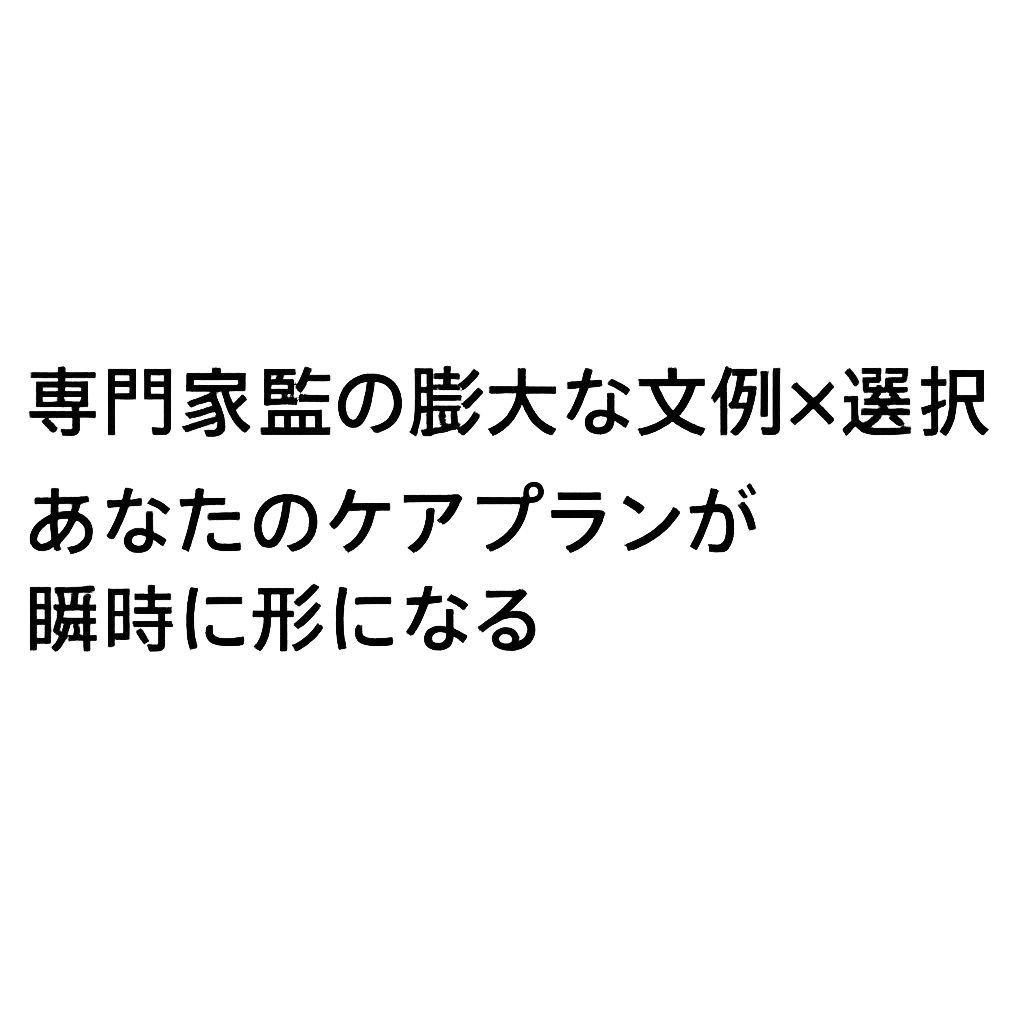 専門家監の膨大な文例×選択
あなたのケアプランが
瞬時に形になる